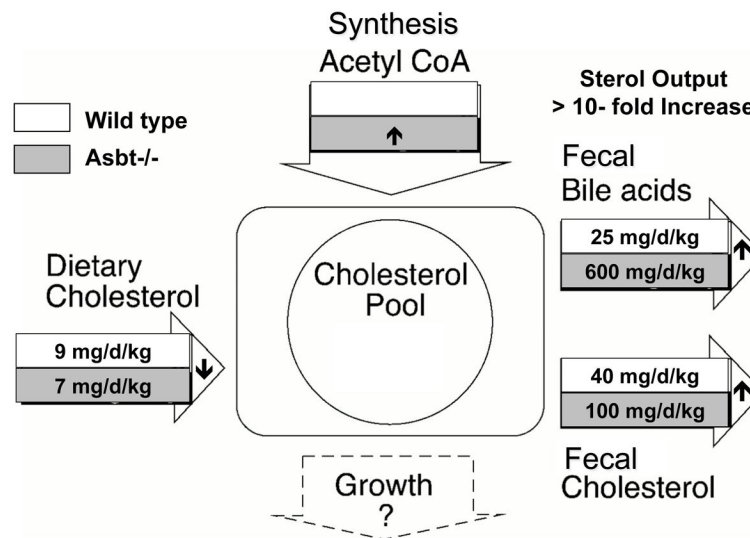 Synthesis
Acetyl CoA
Sterol Output
> 10- fold Increase
Wild type
Asbt-/-
Fecal
Bile acids
25 mg/d/kg
600 mg/d/kg
Dietary
Cholesterol
9 mg/d/kg
7 mg/d/kg
Cholesterol
Pool
40 mg/d/kg
100 mg/d/kg
Fecal
Cholesterol
Growth
?